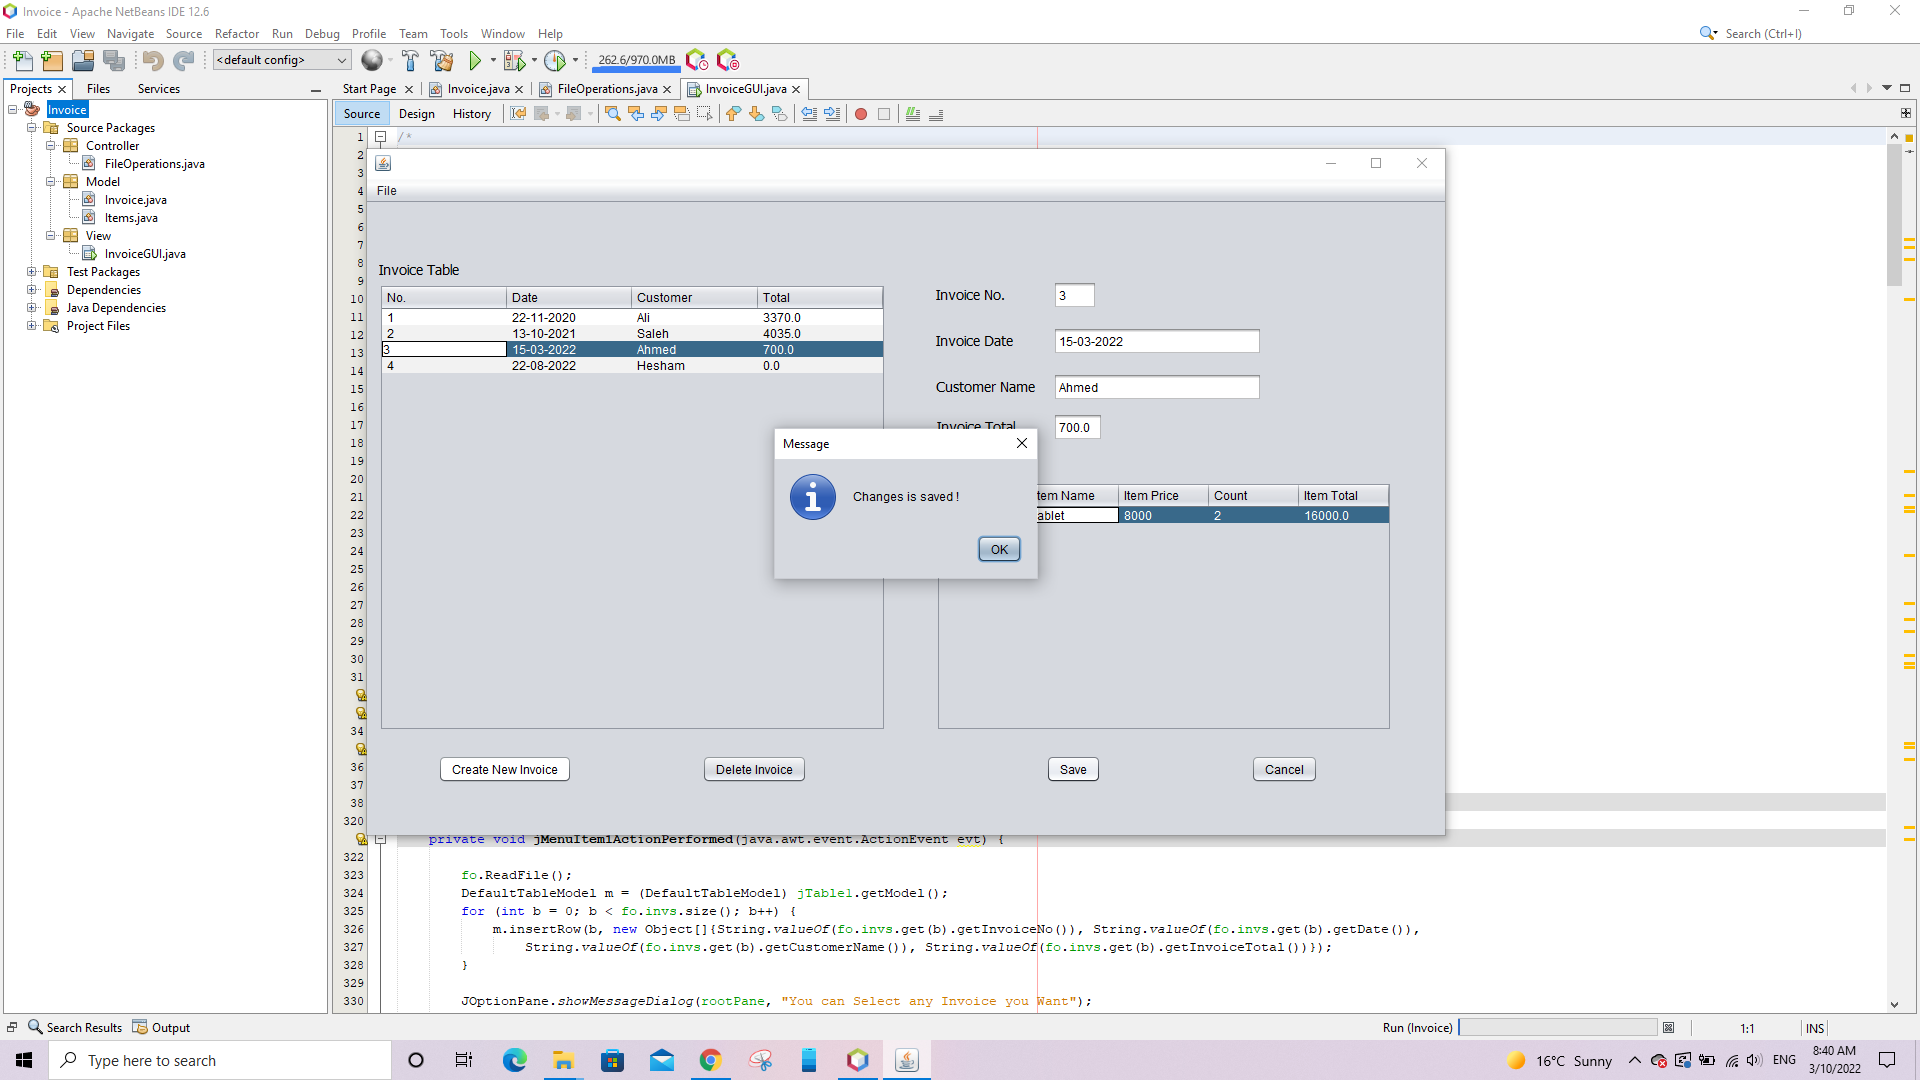 Invoice - Apache NetBeans IDE 12.6
File Edit View Navigate Source Refactor Run Debug Profile Team Tools Window Help
Search (Ctrl+I)
<default config>
262.6/970.0MB
Projects Files Services
Start Page Invoice.java FileOperations.java InvoiceGUI.java
Source Design History
Invoice
Source Packages
Controller
FileOperations.java
Model
Invoice.java
Items.java
View
InvoiceGUI.java
Test Packages
Dependencies
Java Dependencies
Project Files
1 /*
2
3
4
5
6
7
8
9
10
11
12
13
14
15
16
17
18
19
20
21
22
23
24
25
26
27
28
29
30
31
34
36
37
38
320
File
Invoice Table
No. Date Customer Total
1 22-11-2020 Ali 3370.0
2 13-10-2021 Saleh 4035.0
3 15-03-2022 Ahmed 700.0
4 22-08-2022 Hesham 0.0
Invoice No. 3
Invoice Date 15-03-2022
Customer Name Ahmed
Invoice Total 700.0
tem Name Item Price Count Item Total
ablet 8000 2 16000.0
Message
Changes is saved !
OK
Create New Invoice Delete Invoice Save Cancel
private void jMenuItem1ActionPerformed(java.awt.event.ActionEvent evt) {
322
323 fo.ReadFile();
324 DefaultTableModel m = (DefaultTableModel) jTable1.getModel();
325 for (int b = 0; b < fo.invs.size(); b++) {
326 m.insertRow(b, new Object[]{String.valueOf(fo.invs.get(b).getInvoiceNo()), String.valueOf(fo.invs.get(b).getDate()),
327 String.valueOf(fo.invs.get(b).getCustomerName()), String.valueOf(fo.invs.get(b).getInvoiceTotal())});
328 }
329
330 JOptionPane.showMessageDialog(rootPane, "You can Select any Invoice you Want");
Search Results Output
Run (Invoice)
1:1 INS
Type here to search
16°C Sunny
ENG
8:40 AM
3/10/2022